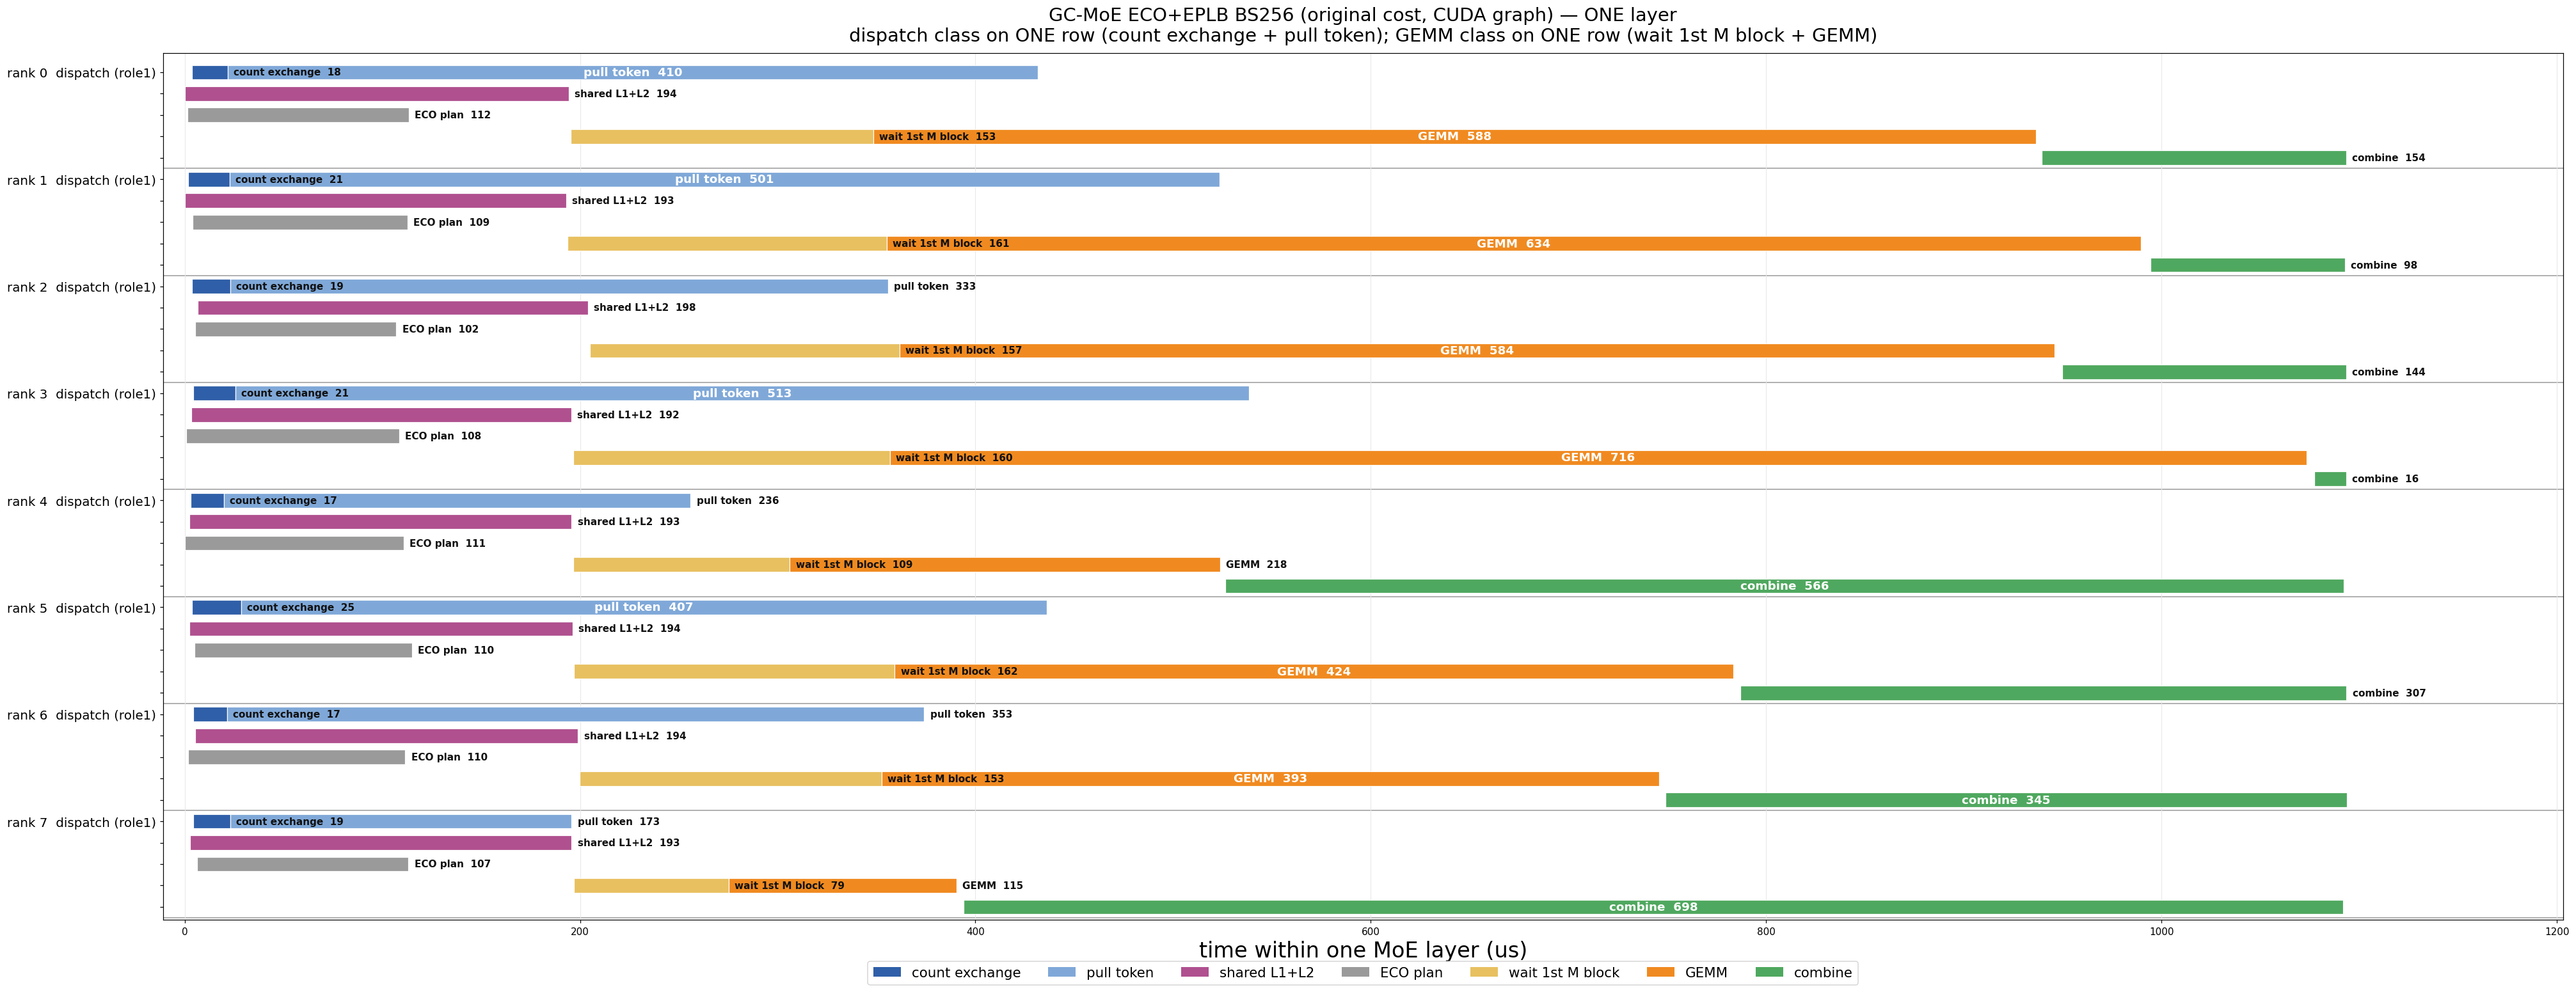 GC-MoE ECO+EPLB BS256 (original cost, CUDA graph) — ONE layer
dispatch class on ONE row (count exchange + pull token); GEMM class on ONE row (wait 1st M block + GEMM)
rank 0  dispatch (role1)
count exchange  18
pull token  410
shared L1+L2  194
ECO plan  112
wait 1st M block  153
GEMM  588
combine  154
rank 1  dispatch (role1)
count exchange  21
pull token  501
shared L1+L2  193
ECO plan  109
wait 1st M block  161
GEMM  634
combine  98
rank 2  dispatch (role1)
count exchange  19
pull token  333
shared L1+L2  198
ECO plan  102
wait 1st M block  157
GEMM  584
combine  144
rank 3  dispatch (role1)
count exchange  21
pull token  513
shared L1+L2  192
ECO plan  108
wait 1st M block  160
GEMM  716
combine  16
rank 4  dispatch (role1)
count exchange  17
pull token  236
shared L1+L2  193
ECO plan  111
wait 1st M block  109
GEMM  218
combine  566
rank 5  dispatch (role1)
count exchange  25
pull token  407
shared L1+L2  194
ECO plan  110
wait 1st M block  162
GEMM  424
combine  307
rank 6  dispatch (role1)
count exchange  17
pull token  353
shared L1+L2  194
ECO plan  110
wait 1st M block  153
GEMM  393
combine  345
rank 7  dispatch (role1)
count exchange  19
pull token  173
shared L1+L2  193
ECO plan  107
wait 1st M block  79
GEMM  115
combine  698
0  200  400  600  800  1000  1200
time within one MoE layer (us)
count exchange  pull token  shared L1+L2  ECO plan  wait 1st M block  GEMM  combine